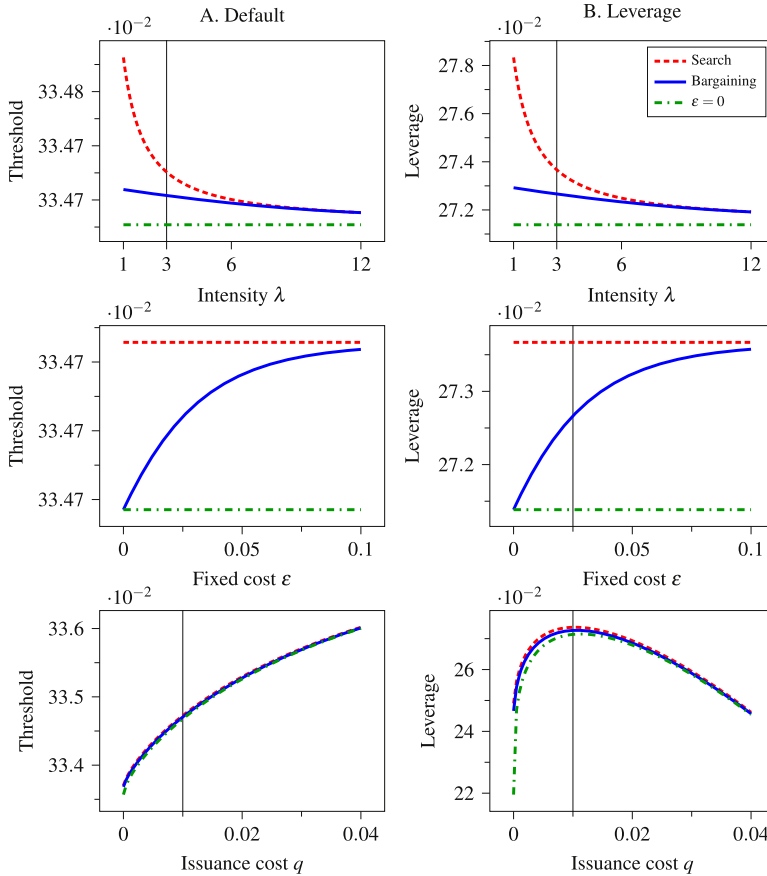 A. Default
·10⁻²
33.48
33.47
33.47
Threshold
1
3
6
12
Intensity λ
B. Leverage
·10⁻²
27.8
27.6
27.4
27.2
Leverage
Search
Bargaining
ε = 0
1
3
6
12
Intensity λ
·10⁻²
33.47
33.47
33.47
Threshold
0
0.05
0.1
Fixed cost ε
·10⁻²
27.3
27.2
Leverage
0
0.05
0.1
Fixed cost ε
·10⁻²
33.6
33.5
33.4
Threshold
0
0.02
0.04
Issuance cost q
·10⁻²
26
24
22
Leverage
0
0.02
0.04
Issuance cost q